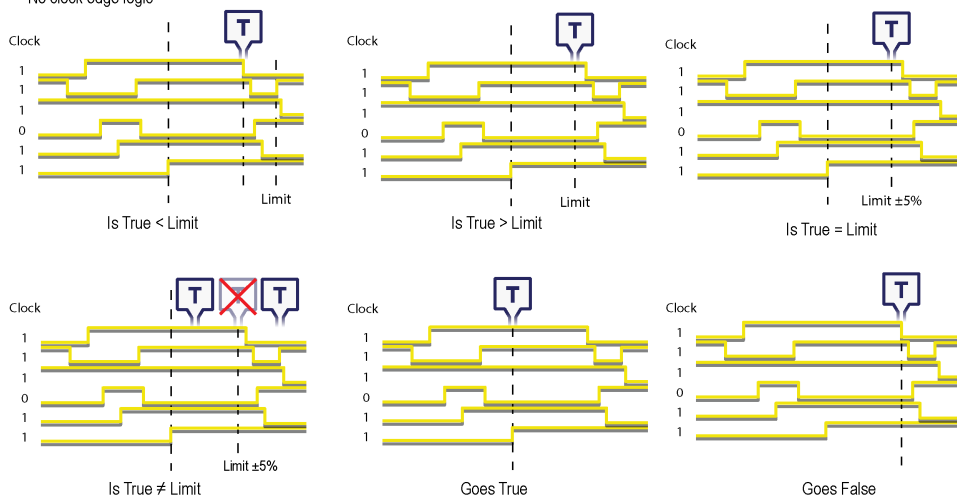 No clock edge logic
Clock
T
1
1
1
0
1
1
Limit
Is True < Limit
T
1
1
1
0
1
1
Limit
Is True > Limit
Clock
T
1
1
1
0
1
1
Limit ±5%
Is True = Limit
Clock
T
T
T
1
1
1
0
1
1
Limit ±5%
Is True ≠ Limit
Clock
T
1
1
1
0
1
1
Goes True
Clock
T
1
1
1
0
1
1
Goes False